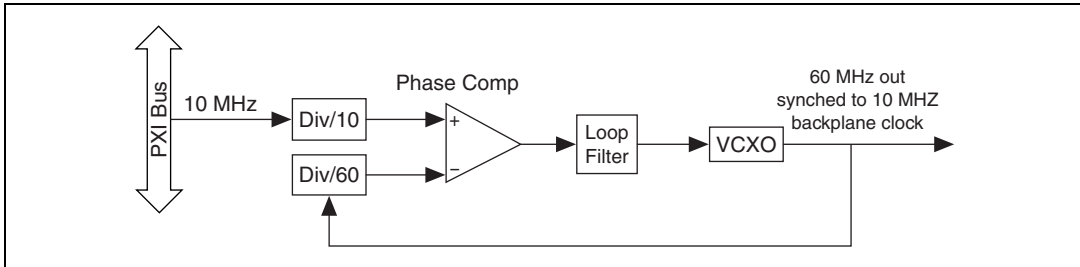 PXI Bus
10 MHz
Div/10
Div/60
Phase Comp
+
−
Loop
Filter
VCXO
60 MHz out
synched to 10 MHZ
backplane clock